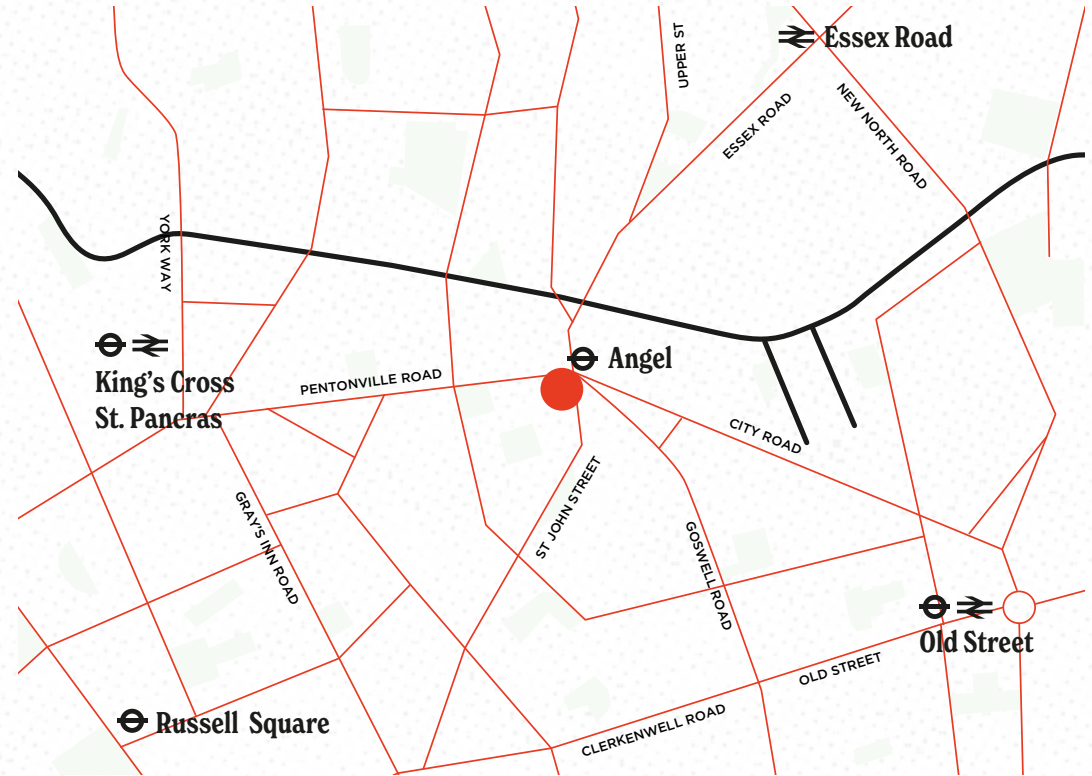 Essex Road
UPPER ST
ESSEX ROAD
NEW NORTH ROAD
YORK WAY
King's Cross
St. Pancras
PENTONVILLE ROAD
Angel
CITY ROAD
GRAY'S INN ROAD
ST JOHN STREET
GOSWELL ROAD
Old Street
OLD STREET
CLERKENWELL ROAD
Russell Square